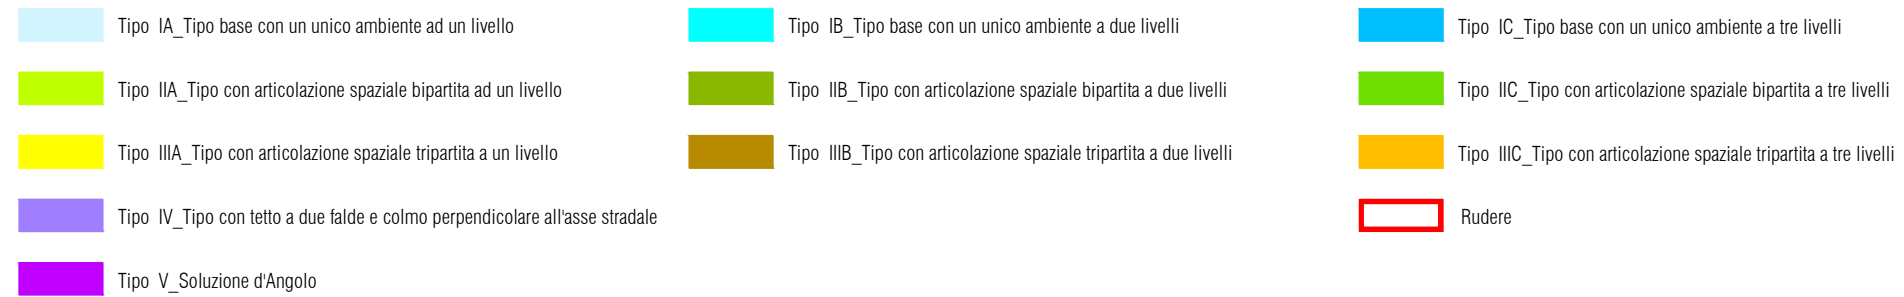 Tipo IA_Tipo base con un unico ambiente ad un livello
Tipo IB_Tipo base con un unico ambiente a due livelli
Tipo IC_Tipo base con un unico ambiente a tre livelli
Tipo IIA_Tipo con articolazione spaziale bipartita ad un livello
Tipo IIB_Tipo con articolazione spaziale bipartita a due livelli
Tipo IIC_Tipo con articolazione spaziale bipartita a tre livelli
Tipo IIIA_Tipo con articolazione spaziale tripartita a un livello
Tipo IIIB_Tipo con articolazione spaziale tripartita a due livelli
Tipo IIIC_Tipo con articolazione spaziale tripartita a tre livelli
Tipo IV_Tipo con tetto a due falde e colmo perpendicolare all'asse stradale
Rudere
Tipo V_Soluzione d'Angolo